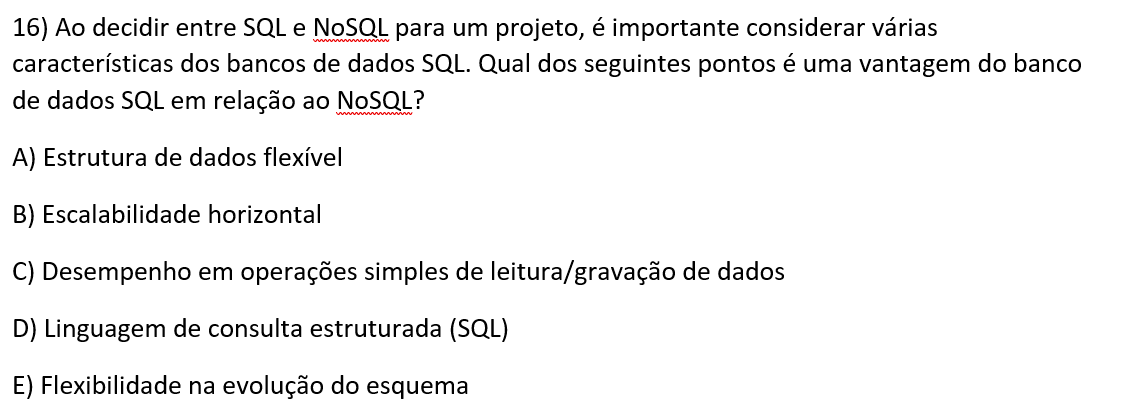 16) Ao decidir entre SQL e NoSQL para um projeto, é importante considerar várias
características dos bancos de dados SQL. Qual dos seguintes pontos é uma vantagem do banco
de dados SQL em relação ao NoSQL?
A) Estrutura de dados flexível
B) Escalabilidade horizontal
C) Desempenho em operações simples de leitura/gravação de dados
D) Linguagem de consulta estruturada (SQL)
E) Flexibilidade na evolução do esquema